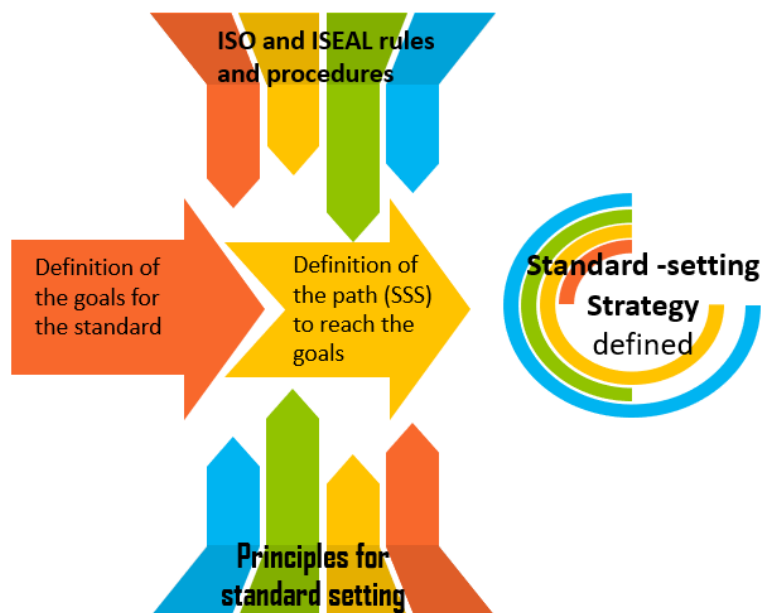 ISO and ISEAL rules
and procedures
Definition of
the goals for
the standard
Definition of
the path (SSS)
to reach the
goals
Standard -setting
Strategy
defined
Principles for
standard setting